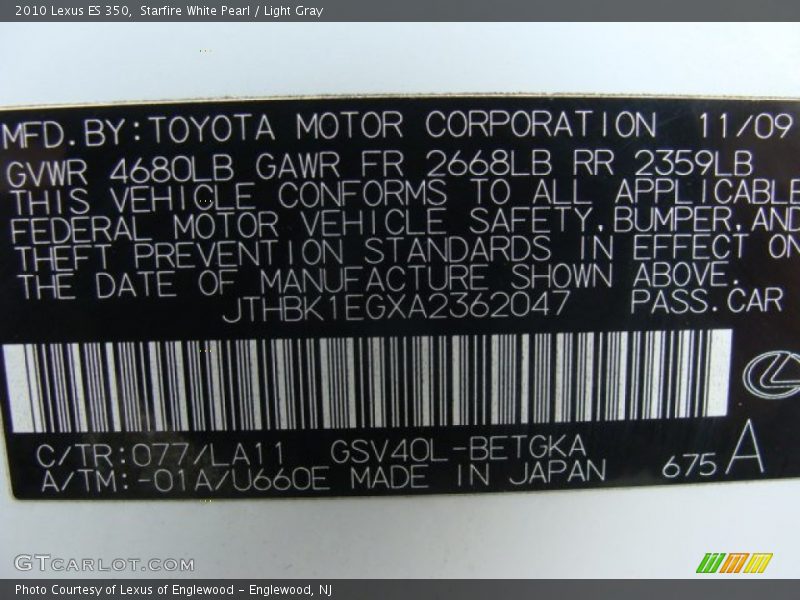 2010 Lexus ES 350,  Starfire White Pearl / Light Gray
MFD. BY: TOYOTA MOTOR CORPORATION 11/09
GVWR 4680LB GAWR FR 2668LB RR 2359LB
THIS VEHICLE CONFORMS TO ALL APPLICABLE
FEDERAL MOTOR VEHICLE SAFETY, BUMPER, AND
THEFT PREVENTION STANDARDS IN EFFECT ON
THE DATE OF MANUFACTURE SHOWN ABOVE.
JTHBK1EGXA2362047 PASS. CAR
C/TR: 077/LA11 GSV40L-BETGKA
A/TM: -01A/U660E MADE IN JAPAN 675 A
GTCARLOT.COM
Photo Courtesy of Lexus of Englewood – Englewood, NJ